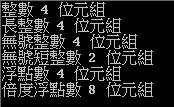 整數 4 位元組
長整數 4 位元組
無號整數 4 位元組
無號短整數 2 位元組
浮點數 4 位元組
倍度浮點數 8 位元組